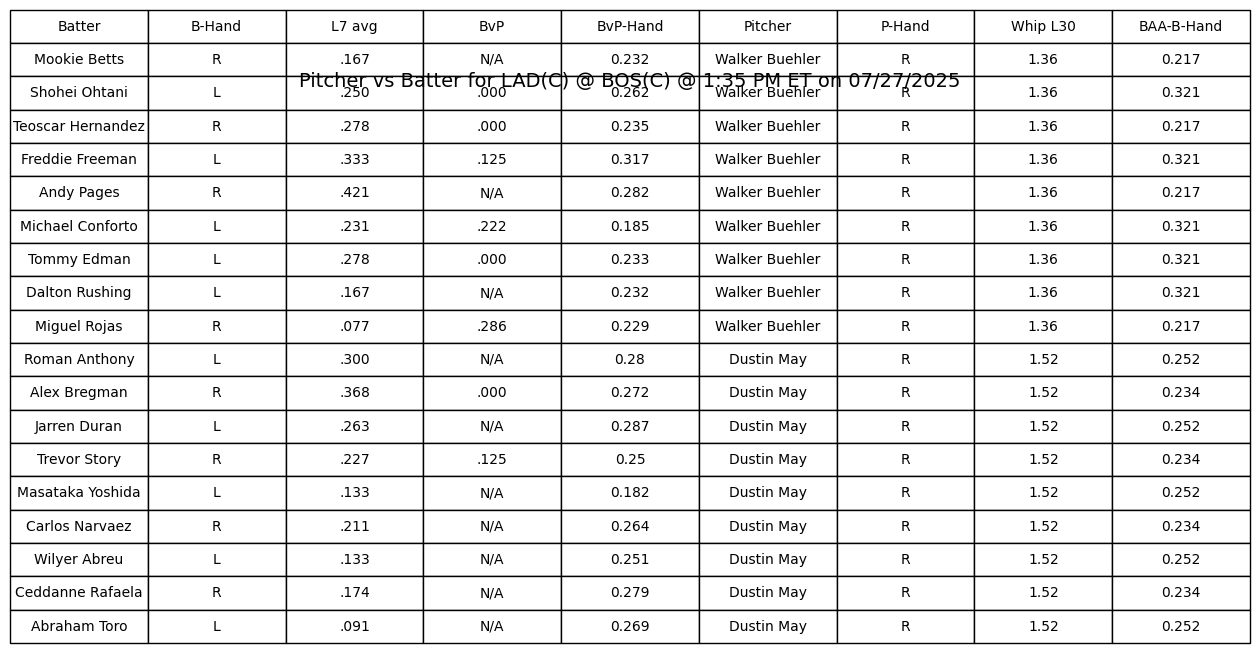 Batter B-Hand L7 avg BvP BvP-Hand Pitcher P-Hand Whip L30 BAA-B-Hand
Mookie Betts R .167 N/A 0.232 Walker Buehler R 1.36 0.217
Pitcher vs Batter for LAD(C) @ BOS(C) @ 1:35 PM ET on 07/27/2025
Shohei Ohtani L .250 .000 0.262 Walker Buehler R 1.36 0.321
Teoscar Hernandez R .278 .000 0.235 Walker Buehler R 1.36 0.217
Freddie Freeman L .333 .125 0.317 Walker Buehler R 1.36 0.321
Andy Pages R .421 N/A 0.282 Walker Buehler R 1.36 0.217
Michael Conforto L .231 .222 0.185 Walker Buehler R 1.36 0.321
Tommy Edman L .278 .000 0.233 Walker Buehler R 1.36 0.321
Dalton Rushing L .167 N/A 0.232 Walker Buehler R 1.36 0.321
Miguel Rojas R .077 .286 0.229 Walker Buehler R 1.36 0.217
Roman Anthony L .300 N/A 0.28 Dustin May R 1.52 0.252
Alex Bregman R .368 .000 0.272 Dustin May R 1.52 0.234
Jarren Duran L .263 N/A 0.287 Dustin May R 1.52 0.252
Trevor Story R .227 .125 0.25 Dustin May R 1.52 0.234
Masataka Yoshida L .133 N/A 0.182 Dustin May R 1.52 0.252
Carlos Narvaez R .211 N/A 0.264 Dustin May R 1.52 0.234
Wilyer Abreu L .133 N/A 0.251 Dustin May R 1.52 0.252
Ceddanne Rafaela R .174 N/A 0.279 Dustin May R 1.52 0.234
Abraham Toro L .091 N/A 0.269 Dustin May R 1.52 0.252